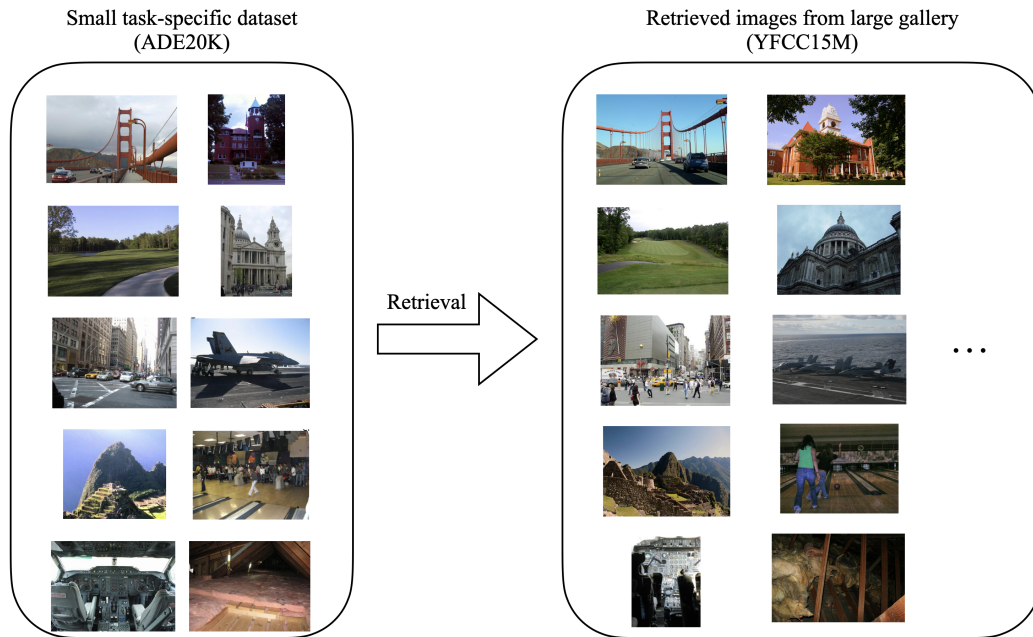 Small task-specific dataset
(ADE20K)
Retrieved images from large gallery
(YFCC15M)
Retrieval
...